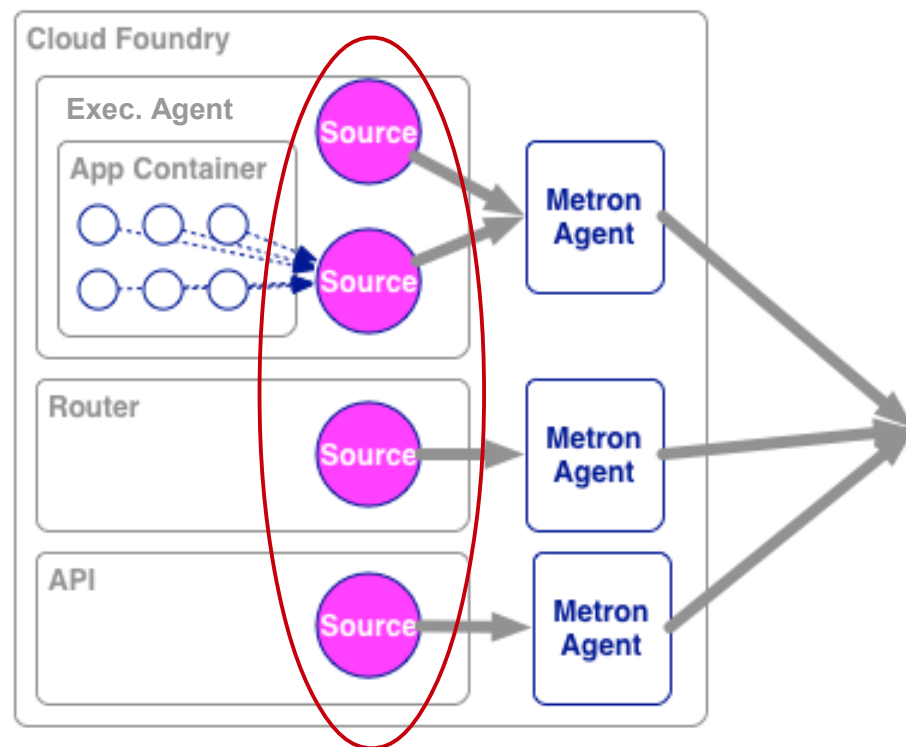 Cloud Foundry
Exec. Agent
Source
App Container
Metron
Agent
Source
Router
Source
Metron
Agent
API
Source
Metron
Agent